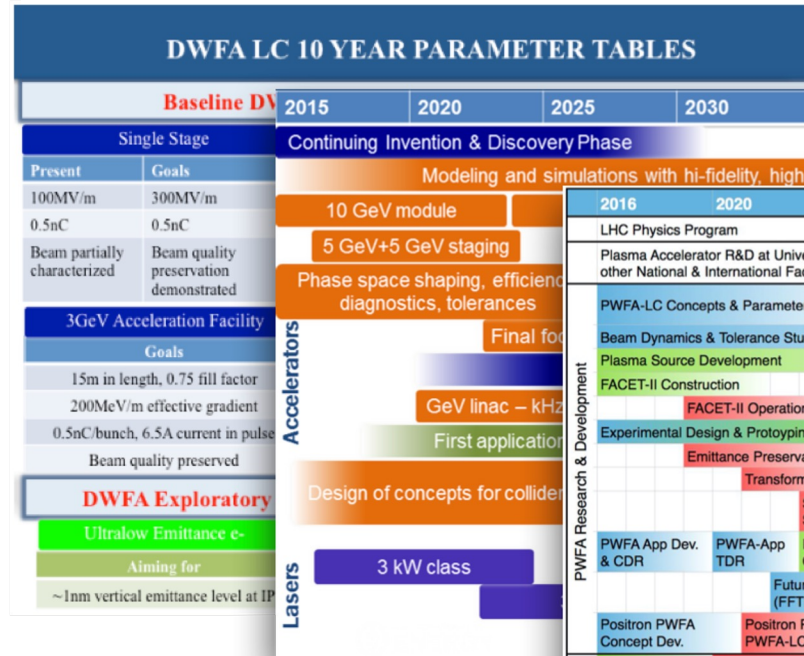 DWFA LC 10 YEAR PARAMETER TABLES
Baseline DV
Single Stage
Present Goals
100MV/m 300MV/m
0.5nC 0.5nC
Beam partially
characterized
Beam quality
preservation
demonstrated
3GeV Acceleration Facility
Goals
15m in length, 0.75 fill factor
200MeV/m effective gradient
0.5nC/bunch, 6.5A current in pulse
Beam quality preserved
DWFA Exploratory
Ultralow Emittance e-
Aiming for
~1nm vertical emittance level at IP
2015 2020 2025 2030
Continuing Invention & Discovery Phase
Modeling and simulations with hi-fidelity, high
10 GeV module
5 GeV+5 GeV staging
Phase space shaping, efficienc
diagnostics, tolerances
Final foc
GeV linac – kHz
First application
Design of concepts for collider
Accelerators
3 kW class
Lasers
2016 2020
LHC Physics Program
Plasma Accelerator R&D at Unive
other National & International Fac
PWFA Research & Development
PWFA-LC Concepts & Paramete
Beam Dynamics & Tolerance Stu
Plasma Source Development
FACET-II Construction
FACET-II Operation
Experimental Design & Protoypin
Emittance Preserva
Transform
PWFA App Dev.
& CDR
PWFA-App
TDR
Futur
(FFT
Positron PWFA
Concept Dev.
Positron P
PWFA-LC